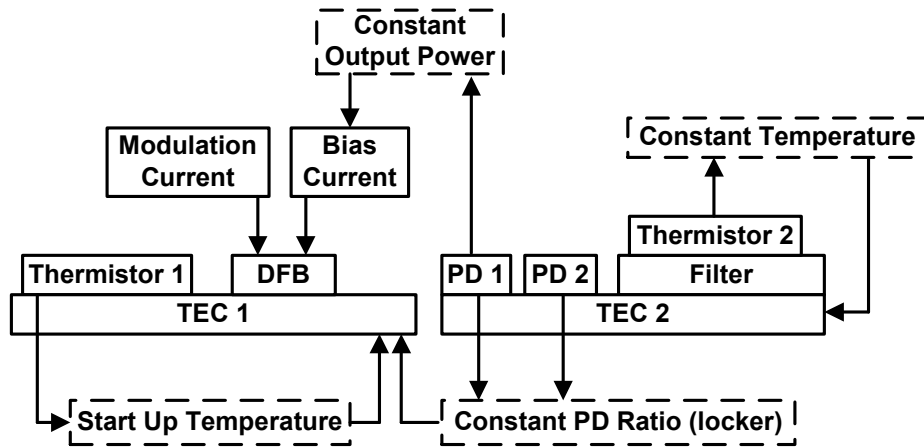 Constant
Output Power
Modulation
Current
Bias
Current
Constant Temperature
Thermistor 2
Thermistor 1
DFB
PD 1
PD 2
Filter
TEC 1
TEC 2
Start Up Temperature
Constant PD Ratio (locker)